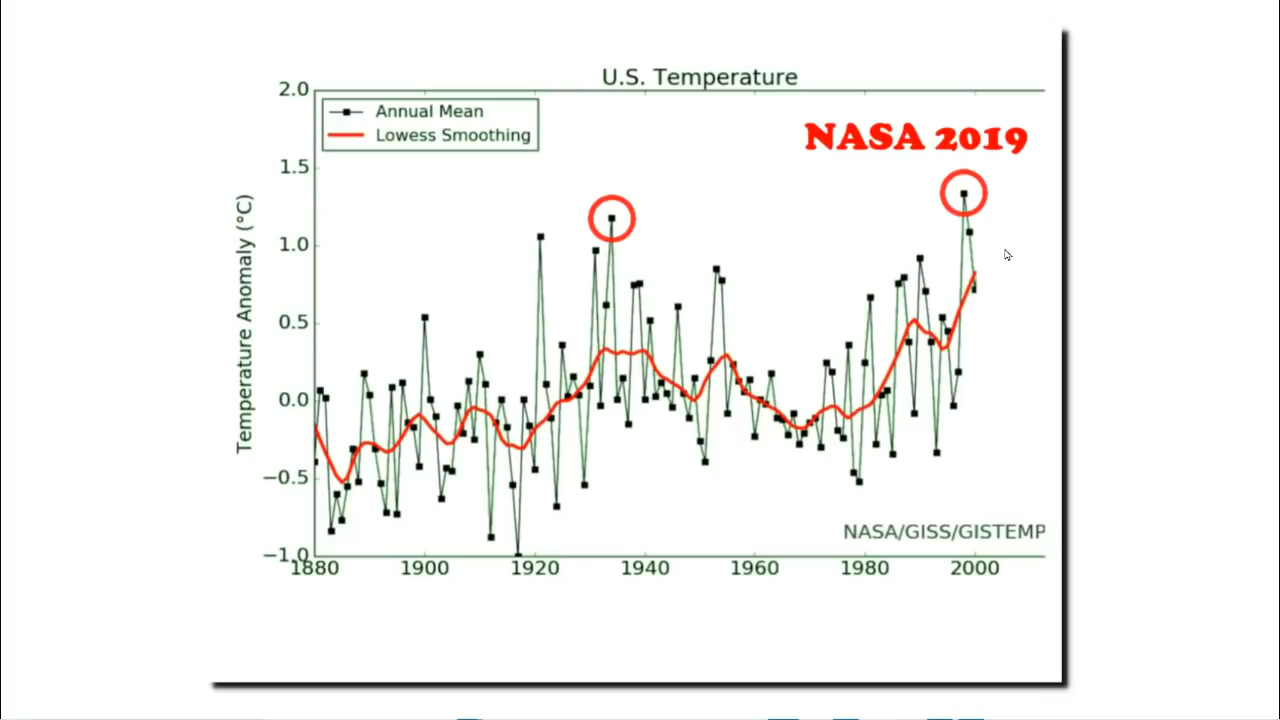 U.S. Temperature
2.0
Annual Mean
Lowess Smoothing
NASA 2019
1.5
1.0
0.5
0.0
−0.5
−1.0
Temperature Anomaly (°C)
NASA/GISS/GISTEMP
1880 1900 1920 1940 1960 1980 2000